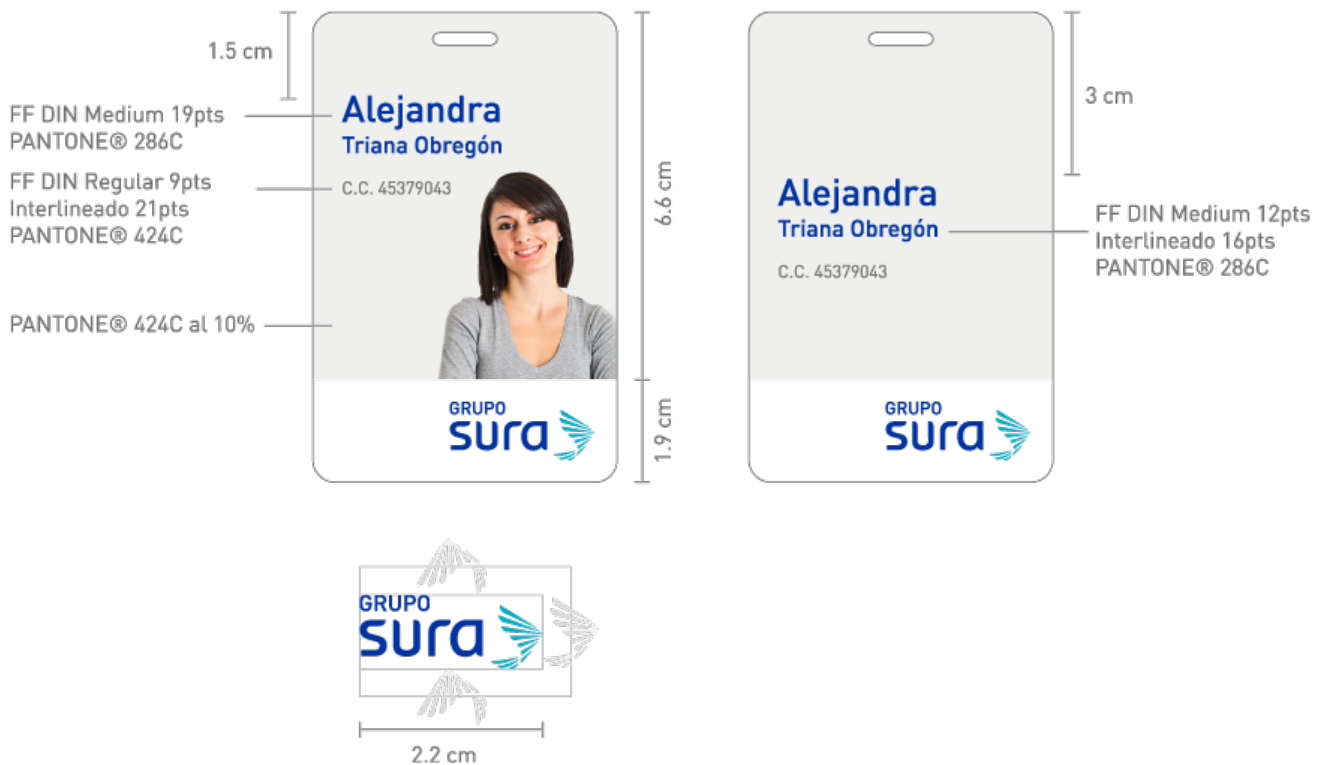 1.5 cm
FF DIN Medium 19pts
PANTONE® 286C
FF DIN Regular 9pts
Interlineado 21pts
PANTONE® 424C
PANTONE® 424C al 10%
Alejandra
Triana Obregón
C.C. 45379043
GRUPO
sura
6.6 cm
1.9 cm
Alejandra
Triana Obregón
C.C. 45379043
GRUPO
sura
3 cm
FF DIN Medium 12pts
Interlineado 16pts
PANTONE® 286C
GRUPO
sura
2.2 cm